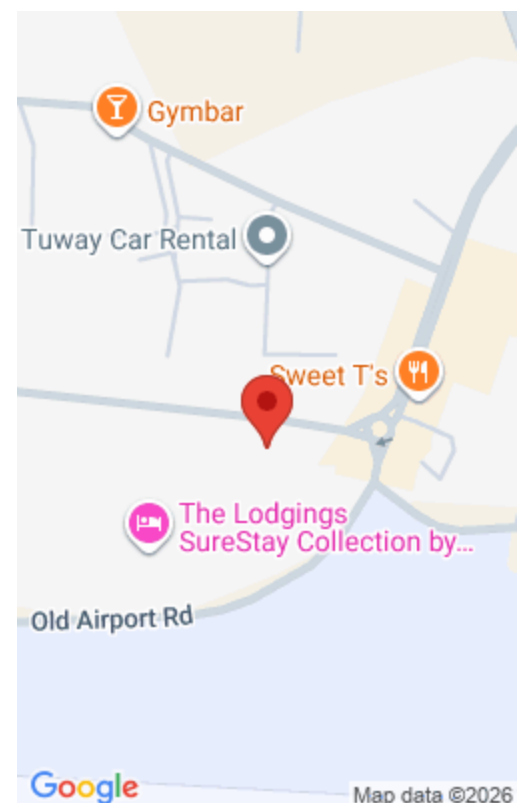 Gymbar
Tuway Car Rental
Sweet T's
The Lodgings
SureStay Collection by...
Old Airport Rd
Google
Map data ©2026